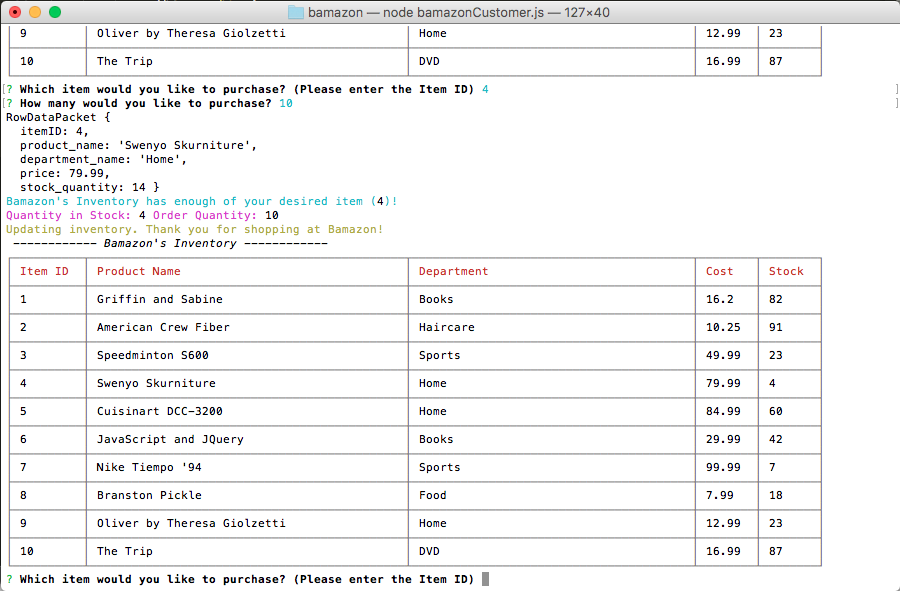 bamazon — node bamazonCustomer.js — 127×40
9 Oliver by Theresa Giolzetti Home 12.99 23
10 The Trip DVD 16.99 87
[? Which item would you like to purchase? (Please enter the Item ID) 4 ]
[? How many would you like to purchase? 10 ]
RowDataPacket {
  itemID: 4,
  product_name: 'Swenyo Skurniture',
  department_name: 'Home',
  price: 79.99,
  stock_quantity: 14 }
Bamazon's Inventory has enough of your desired item (4)!
Quantity in Stock: 4 Order Quantity: 10
Updating inventory. Thank you for shopping at Bamazon!
------------ Bamazon's Inventory ------------
Item ID Product Name Department Cost Stock
1 Griffin and Sabine Books 16.2 82
2 American Crew Fiber Haircare 10.25 91
3 Speedminton S600 Sports 49.99 23
4 Swenyo Skurniture Home 79.99 4
5 Cuisinart DCC-3200 Home 84.99 60
6 JavaScript and JQuery Books 29.99 42
7 Nike Tiempo '94 Sports 99.99 7
8 Branston Pickle Food 7.99 18
9 Oliver by Theresa Giolzetti Home 12.99 23
10 The Trip DVD 16.99 87
? Which item would you like to purchase? (Please enter the Item ID)